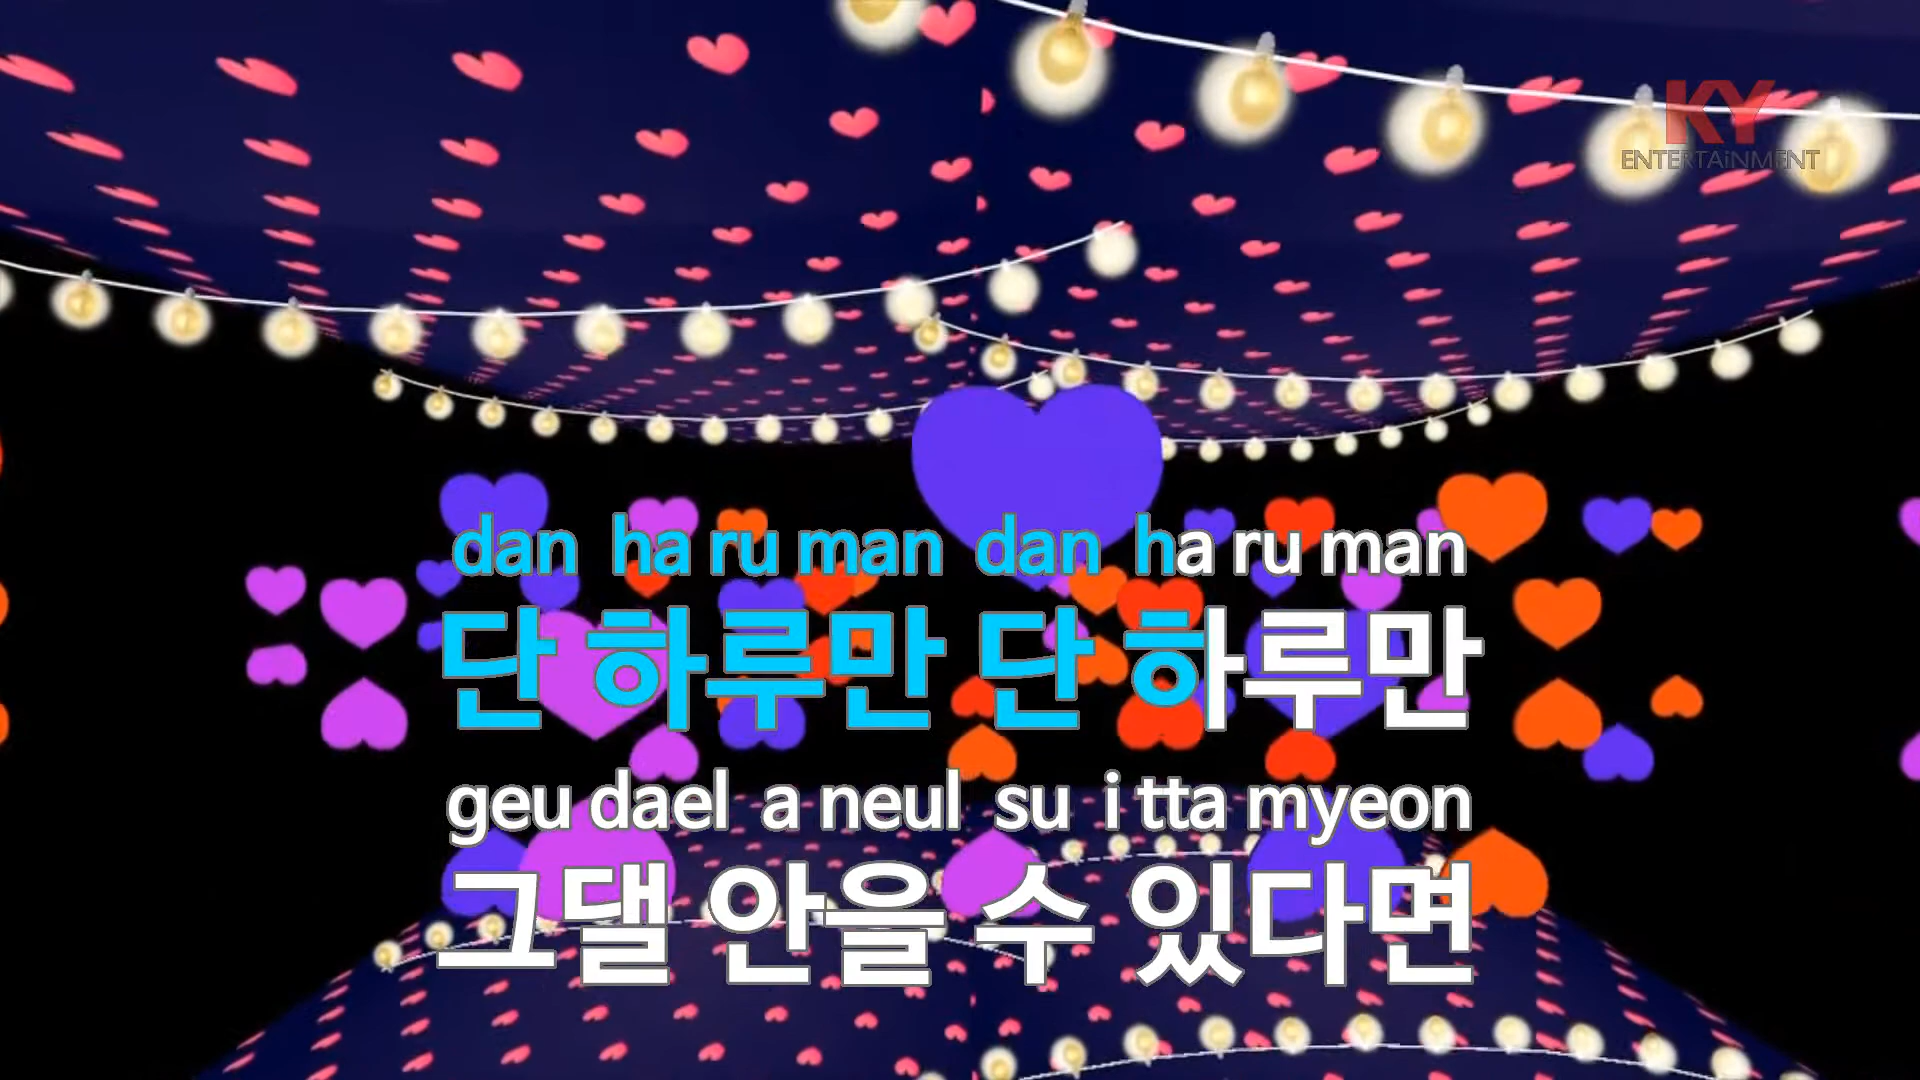 KY
ENTERTAiNMENT
dan ha ru man dan ha ru man
단 하루만 단 하루만
geu dael a neul su i tta myeon
그댈 안을 수 있다면